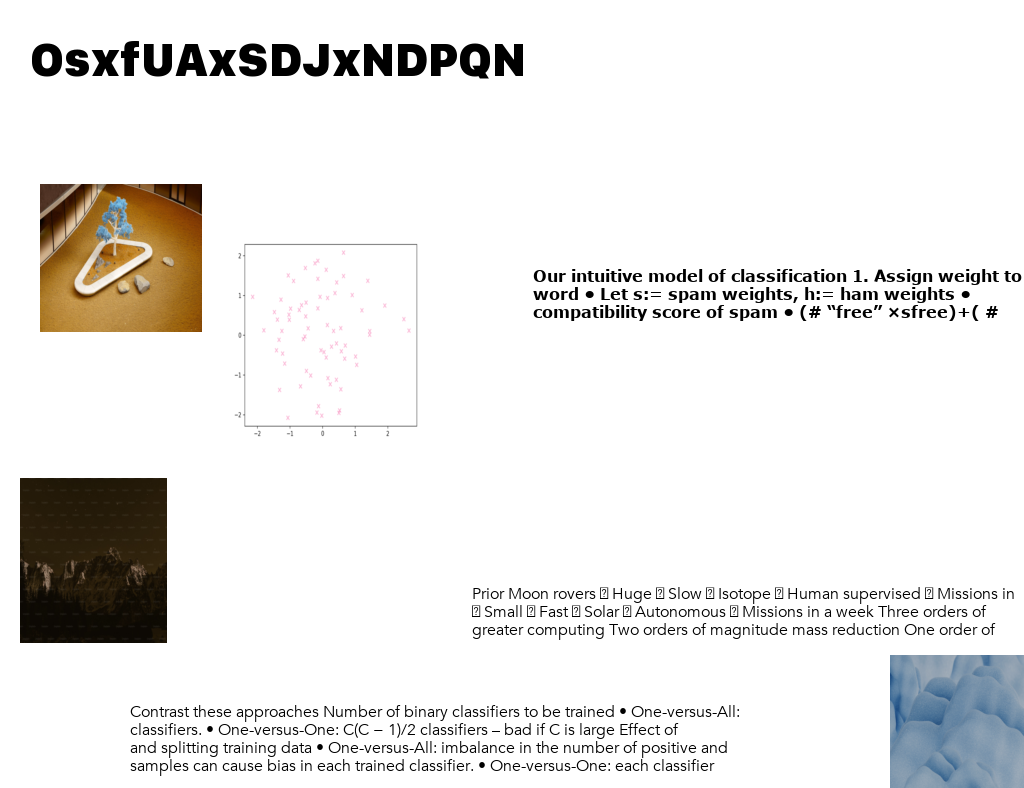 OsxfUAxSDJxNDPQN
2
1
0
−1
−2
−2 −1 0 1 2
Our intuitive model of classification 1. Assign weight to
word ● Let s:= spam weights, h:= ham weights ●
compatibility score of spam ● (# “free” ×sfree)+( #
Prior Moon rovers  Huge  Slow  Isotope  Human supervised  Missions in
 Small  Fast  Solar  Autonomous  Missions in a week Three orders of
greater computing Two orders of magnitude mass reduction One order of
Contrast these approaches Number of binary classifiers to be trained • One-versus-All:
classifiers. • One-versus-One: C(C − 1)/2 classifiers – bad if C is large Effect of
and splitting training data • One-versus-All: imbalance in the number of positive and
samples can cause bias in each trained classifier. • One-versus-One: each classifier